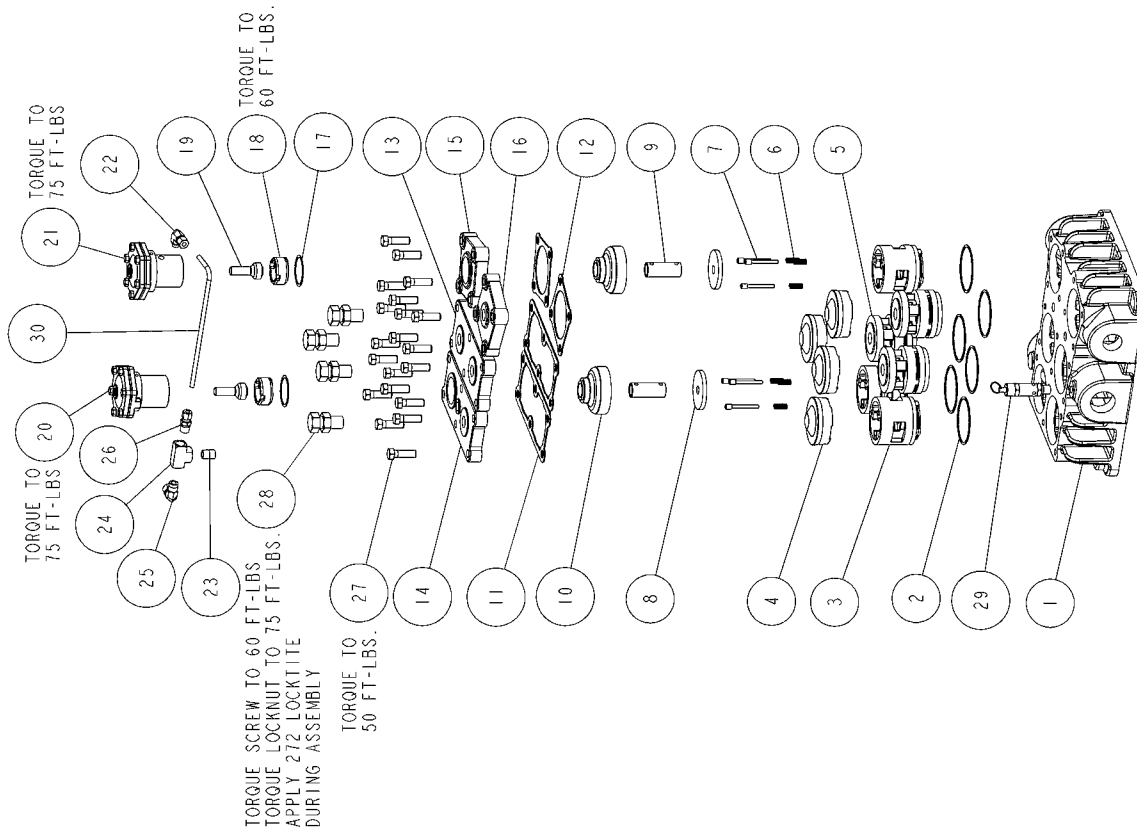 TORQUE TO
75 FT-LBS
21
22
19
TORQUE TO
60 FT-LBS.
18
17
13
15
16
12
9
7
6
5
30
TORQUE TO
75 FT-LBS
20
26
24
25
23
TORQUE SCREW TO 60 FT-LBS
TORQUE LOCKNUT TO 75 FT-LBS.
APPLY 272 LOCKTITE
DURING ASSEMBLY
28
TORQUE TO
50 FT-LBS.
27
14
11
10
8
4
3
2
29
1